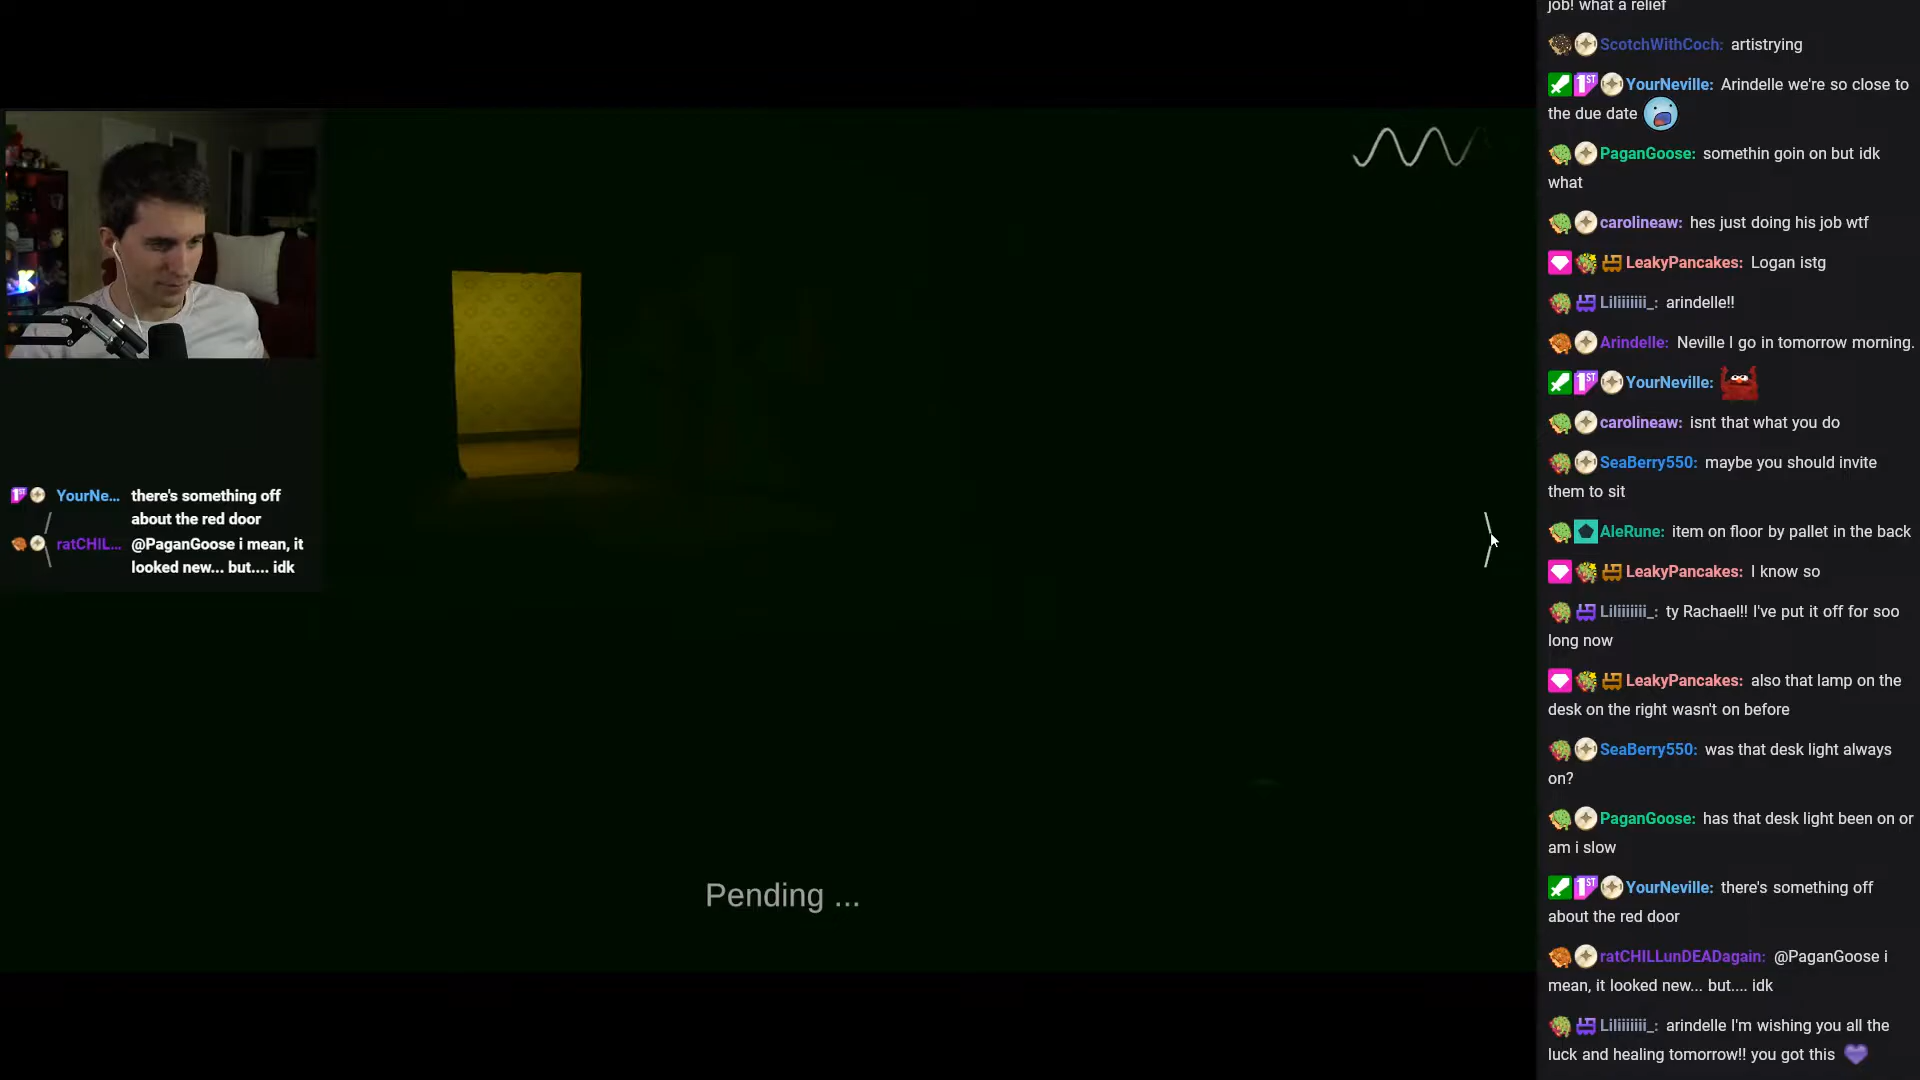 YourNe... there's something off
about the red door
ratCHIL... @PaganGoose i mean, it
looked new... but.... idk
Pending ...
job! what a relief
ScotchWithCoch: artistrying
1ST YourNeville: Arindelle we're so close to
the due date
PaganGoose: somethin goin on but idk
what
carolineaw: hes just doing his job wtf
LeakyPancakes: Logan istg
Liliiiiiii_: arindelle!!
Arindelle: Neville I go in tomorrow morning.
1ST YourNeville:
carolineaw: isnt that what you do
SeaBerry550: maybe you should invite
them to sit
AleRune: item on floor by pallet in the back
LeakyPancakes: I know so
Liliiiiiii_: ty Rachael!! I've put it off for soo
long now
LeakyPancakes: also that lamp on the
desk on the right wasn't on before
SeaBerry550: was that desk light always
on?
PaganGoose: has that desk light been on or
am i slow
1ST YourNeville: there's something off
about the red door
ratCHILLunDEADagain: @PaganGoose i
mean, it looked new... but.... idk
Liliiiiiii_: arindelle I'm wishing you all the
luck and healing tomorrow!! you got this